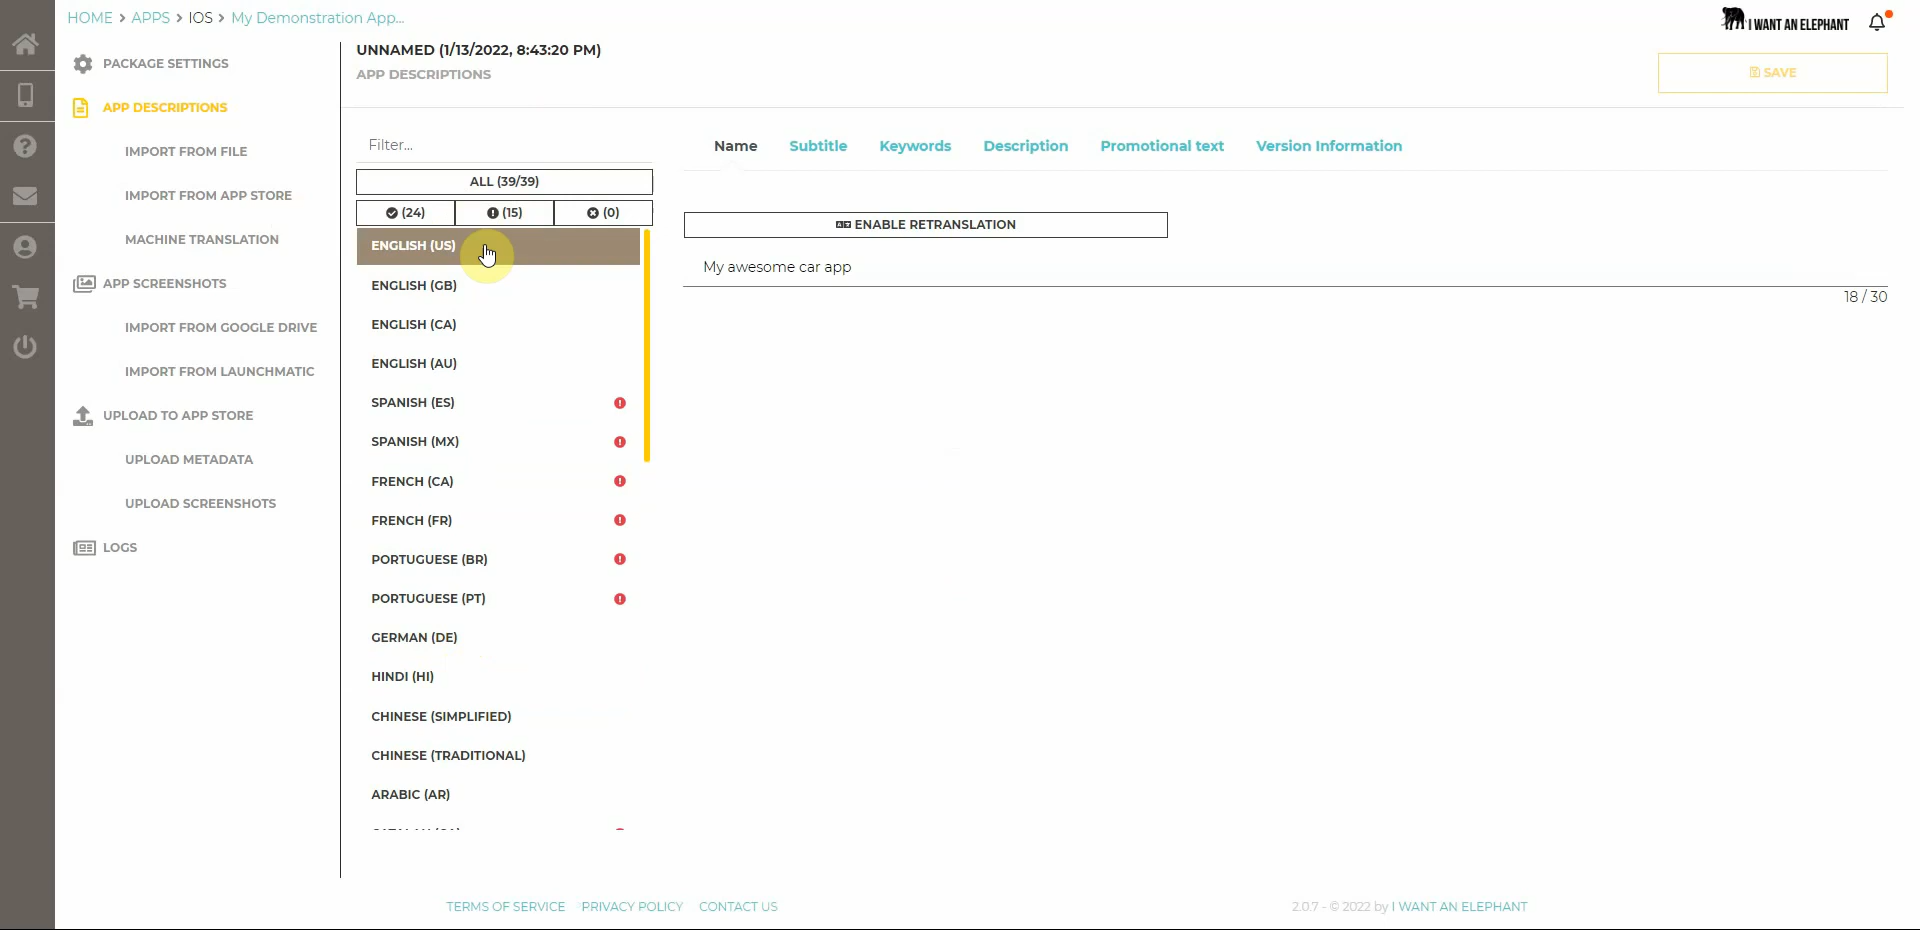 HOME > APPS > IOS > My Demonstration App...
I WANT AN ELEPHANT
PACKAGE SETTINGS
APP DESCRIPTIONS
IMPORT FROM FILE
IMPORT FROM APP STORE
MACHINE TRANSLATION
APP SCREENSHOTS
IMPORT FROM GOOGLE DRIVE
IMPORT FROM LAUNCHMATIC
UPLOAD TO APP STORE
UPLOAD METADATA
UPLOAD SCREENSHOTS
LOGS
UNNAMED (1/13/2022, 8:43:20 PM)
APP DESCRIPTIONS
SAVE
Filter...
ALL (39/39)
(24) (15) (0)
ENGLISH (US)
ENGLISH (GB)
ENGLISH (CA)
ENGLISH (AU)
SPANISH (ES)
SPANISH (MX)
FRENCH (CA)
FRENCH (FR)
PORTUGUESE (BR)
PORTUGUESE (PT)
GERMAN (DE)
HINDI (HI)
CHINESE (SIMPLIFIED)
CHINESE (TRADITIONAL)
ARABIC (AR)
Name Subtitle Keywords Description Promotional text Version Information
ENABLE RETRANSLATION
My awesome car app
18 / 30
TERMS OF SERVICE PRIVACY POLICY CONTACT US
2.0.7 - © 2022 by I WANT AN ELEPHANT